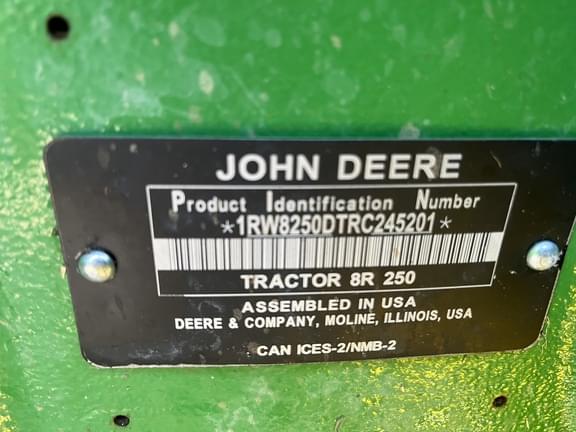 JOHN DEERE
Product Identification Number
*1RW8250DTRC245201*
TRACTOR 8R 250
ASSEMBLED IN USA
DEERE & COMPANY, MOLINE, ILLINOIS, USA
CAN ICES-2/NMB-2